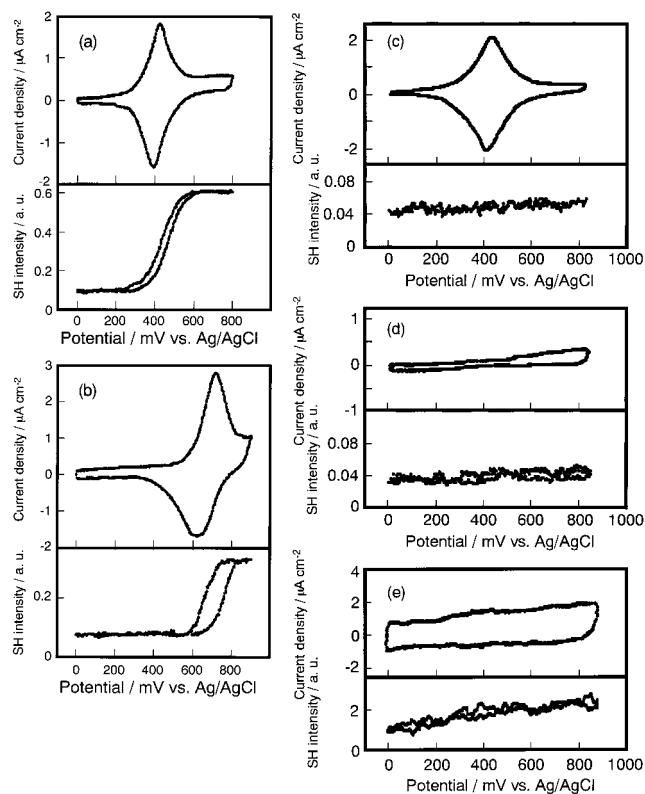 (a)
Current density / μA cm-2
2
1
0
-1
-2
SH intensity / a. u.
0.6
0.4
0.2
0
0 200 400 600 800
Potential / mV vs. Ag/AgCl
(b)
Current density / μA cm-2
3
2
1
0
-1
-2
SH intensity / a. u.
0.2
0
0 200 400 600 800
Potential / mV vs. Ag/AgCl
(c)
Current density / μA cm-2
2
0
-2
SH intensity / a. u.
0.08
0.04
0
0 200 400 600 800 1000
Potential / mV vs. Ag/AgCl
(d)
Current density / μA cm-2
1
0
-1
SH intensity / a. u.
0.08
0.04
0
0 200 400 600 800 1000
Potential / mV vs. Ag/AgCl
(e)
Current density / μA cm-2
4
2
0
-2
SH intensity / a. u.
2
0
0 200 400 600 800 1000
Potential / mV vs. Ag/AgCl